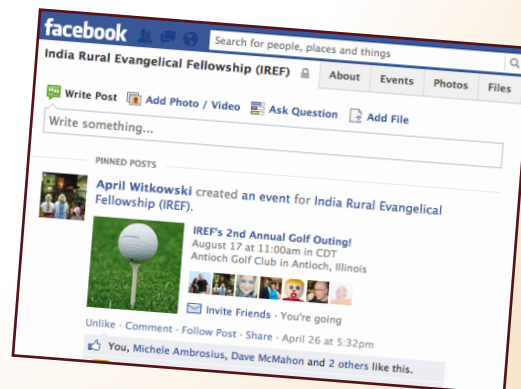 facebook
Search for people, places and things
India Rural Evangelical Fellowship (IREF)
About
Events
Photos
Files
Write Post
Add Photo / Video
Ask Question
Add File
Write something...
PINNED POSTS
April Witkowski created an event for India Rural Evangelical
Fellowship (IREF).
IREF's 2nd Annual Golf Outing!
August 17 at 11:00am in CDT
Antioch Golf Club in Antioch, Illinois
Invite Friends · You're going
Unlike · Comment · Follow Post · Share · April 26 at 5:32pm
You, Michele Ambrosius, Dave McMahon and 2 others like this.